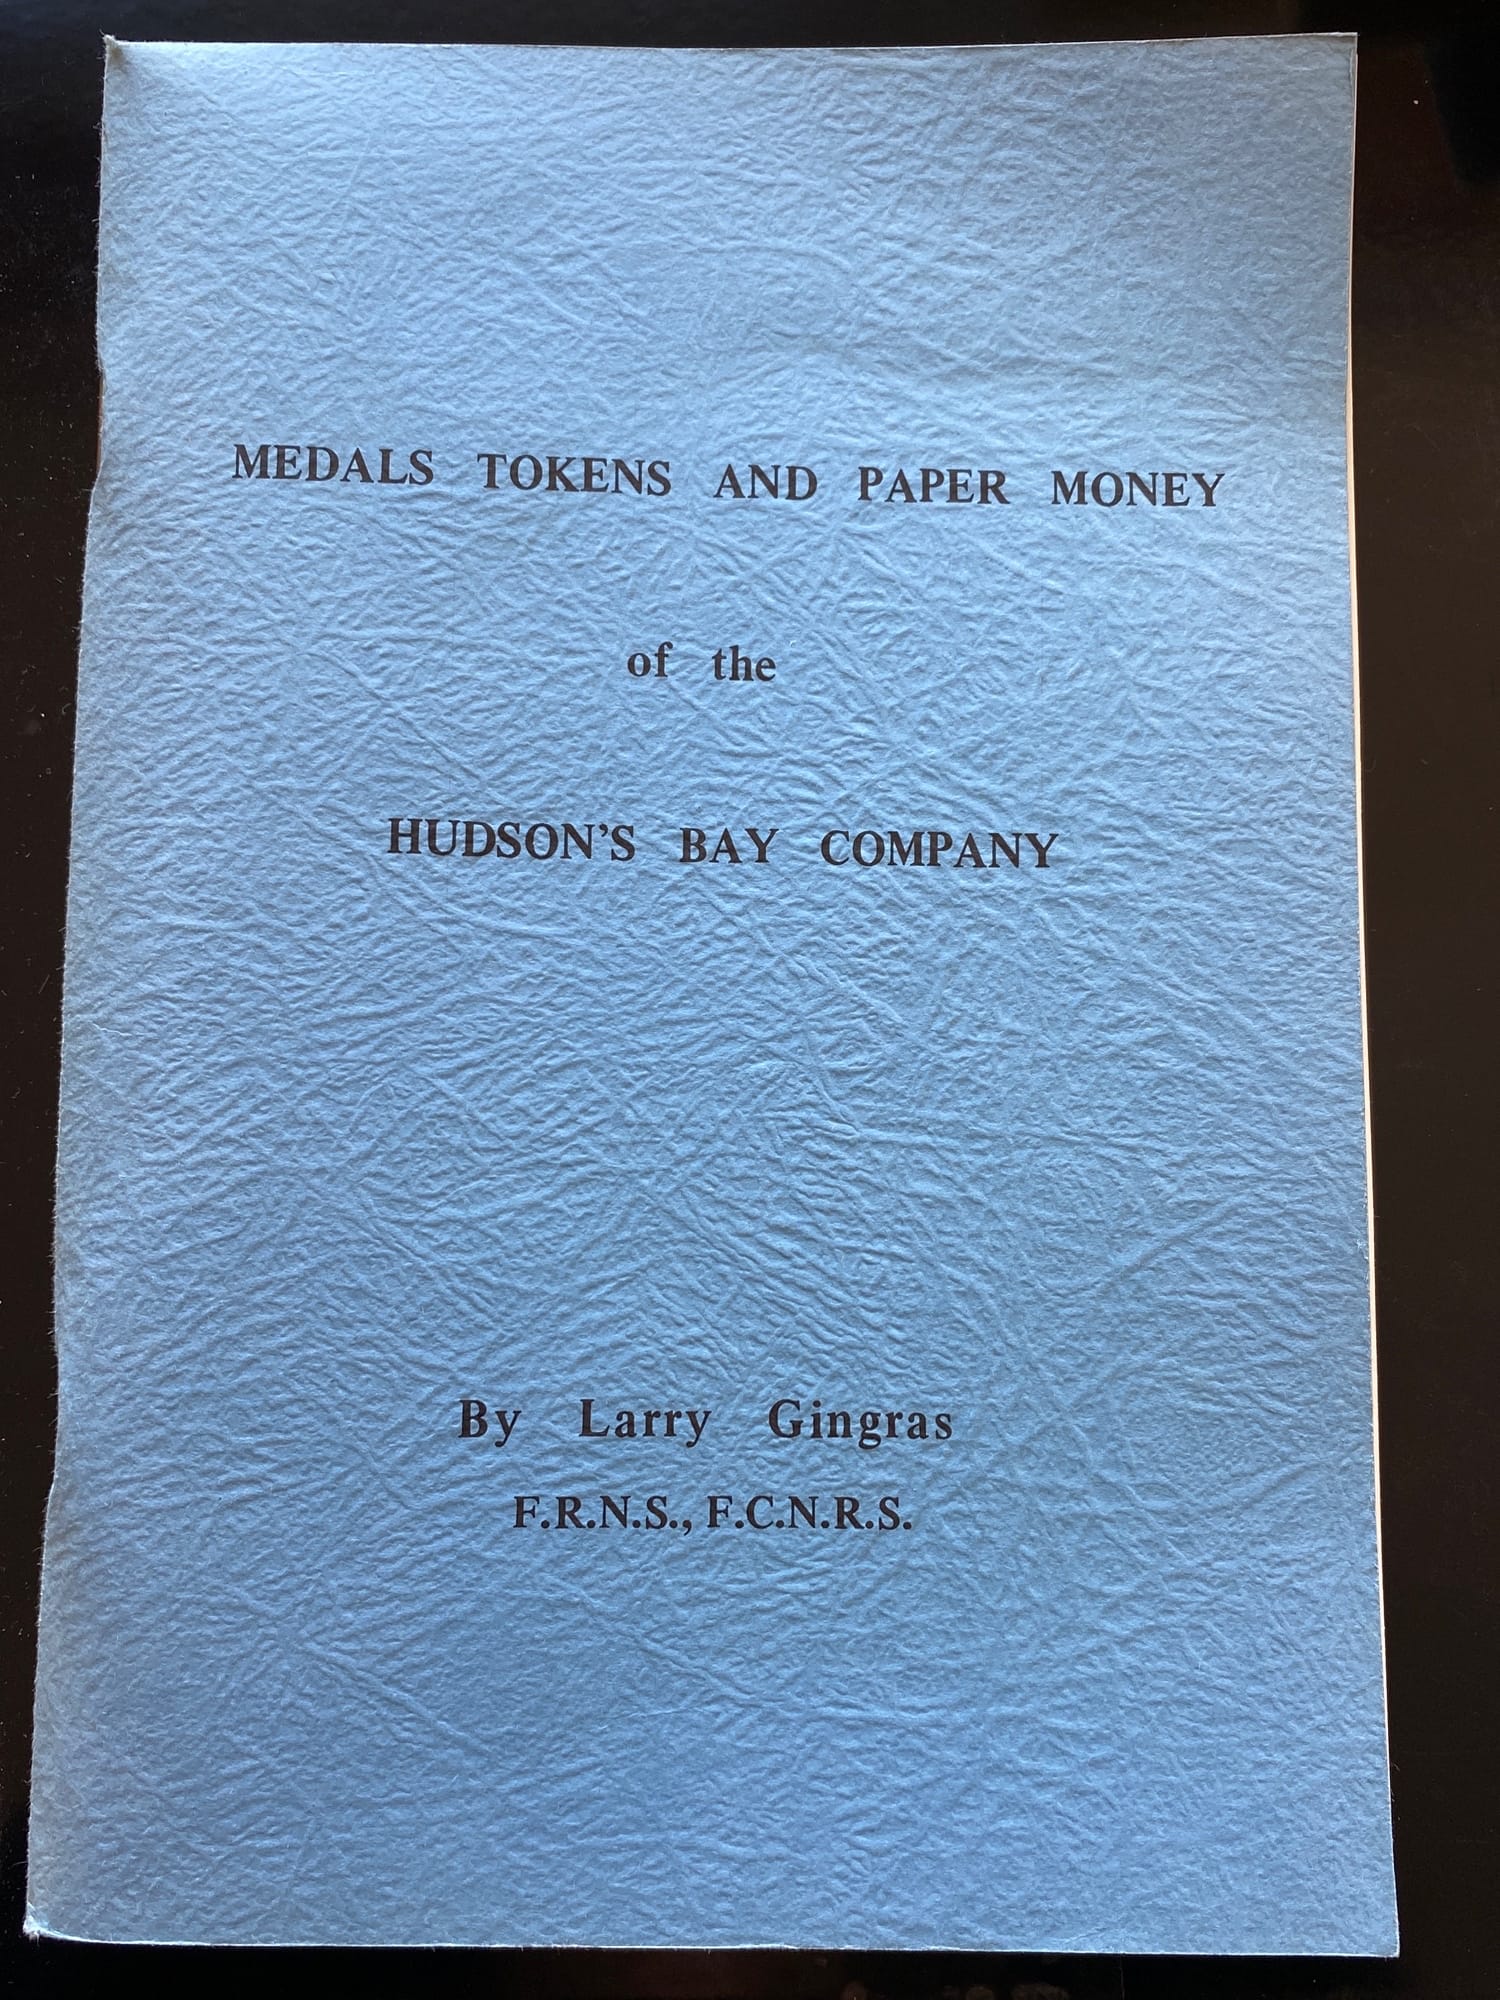 MEDALS TOKENS AND PAPER MONEY
of the
HUDSON'S BAY COMPANY
By Larry Gingras
F.R.N.S., F.C.N.R.S.